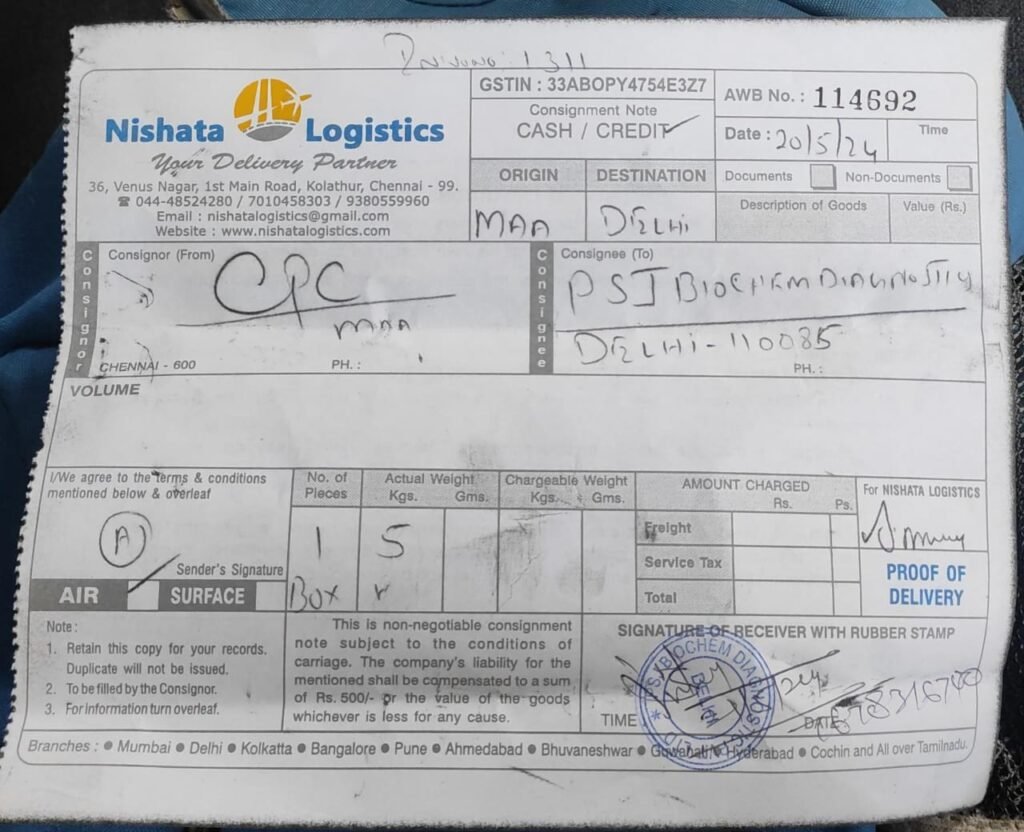 1311
Nishata Logistics
Your Delivery Partner
36, Venus Nagar, 1st Main Road, Kolathur, Chennai - 99.
☎ 044-48524280 / 7010458303 / 9380559960
Email : nishatalogistics@gmail.com
Website : www.nishatalogistics.com
GSTIN : 33ABOPY4754E3Z7
Consignment Note
CASH / CREDIT ✓
AWB No. : 114692
Date : 20/5/24
Time
ORIGIN DESTINATION
MAA DELHI
Documents Non-Documents
Description of Goods Value (Rs.)
Consignor
Consignor (From)
CPC
MAA
CHENNAI - 600 PH. :
Consignee
Consignee (To)
PSI BIOCHEM DIAGNOSTIC
DELHI - 110085
PH. :
VOLUME
I/We agree to the terms & conditions
mentioned below & overleaf
A
Sender's Signature
AIR SURFACE
No. of
Pieces
1
Box
Actual Weight
Kgs. Gms.
5
Chargeable Weight
Kgs. Gms.
AMOUNT CHARGED
Rs. Ps.
Freight
Service Tax
Total
For NISHATA LOGISTICS
PROOF OF
DELIVERY
Note :
1. Retain this copy for your records.
Duplicate will not be issued.
2. To be filled by the Consignor.
3. For information turn overleaf.
This is non-negotiable consignment
note subject to the conditions of
carriage. The company's liability for the
mentioned shall be compensated to a sum
of Rs. 500/- or the value of the goods
whichever is less for any cause.
SIGNATURE OF RECEIVER WITH RUBBER STAMP
BIOCHEM DIAGNOSTIC
DELHI
TIME DATE
Branches : ● Mumbai ● Delhi ● Kolkatta ● Bangalore ● Pune ● Ahmedabad ● Bhuvaneshwar ● Guwahati ● Hyderabad ● Cochin and All over Tamilnadu.